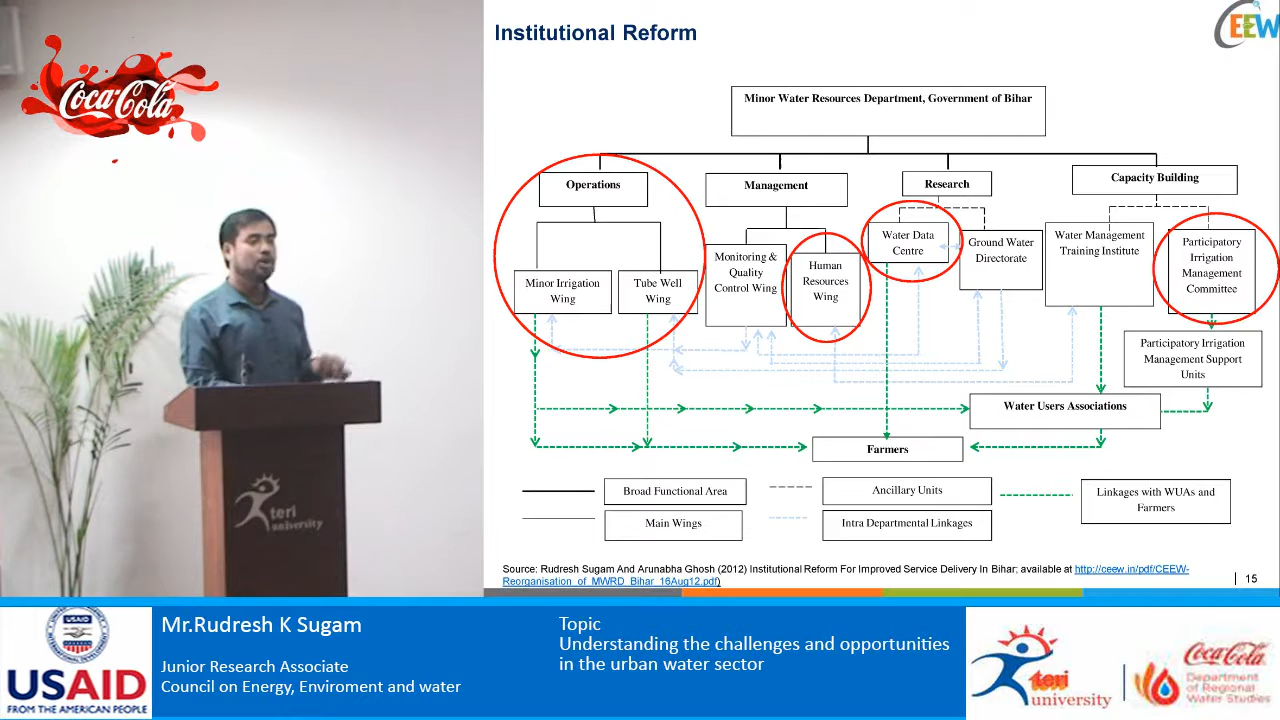 Coca-Cola
teri
university
Institutional Reform
CEEW
Minor Water Resources Department, Government of Bihar
Operations
Management
Research
Capacity Building
Minor Irrigation
Wing
Tube Well
Wing
Monitoring &
Quality
Control Wing
Human
Resources
Wing
Water Data
Centre
Ground Water
Directorate
Water Management
Training Institute
Participatory
Irrigation
Management
Committee
Participatory Irrigation
Management Support
Units
Water Users Associations
Farmers
Broad Functional Area
Ancillary Units
Linkages with WUAs and
Farmers
Main Wings
Intra Departmental Linkages
Source: Rudresh Sugam And Arunabha Ghosh (2012) Institutional Reform For Improved Service Delivery In Bihar; available at http://ceew.in/pdf/CEEW-
Reorganisation_of_MWRD_Bihar_16Aug12.pdf)
15
USAID
USAID
FROM THE AMERICAN PEOPLE
Mr.Rudresh K Sugam
Junior Research Associate
Council on Energy, Enviroment and water
Topic
Understanding the challenges and opportunities
in the urban water sector
teri
university
Coca-Cola
Department
of Regional
Water Studies